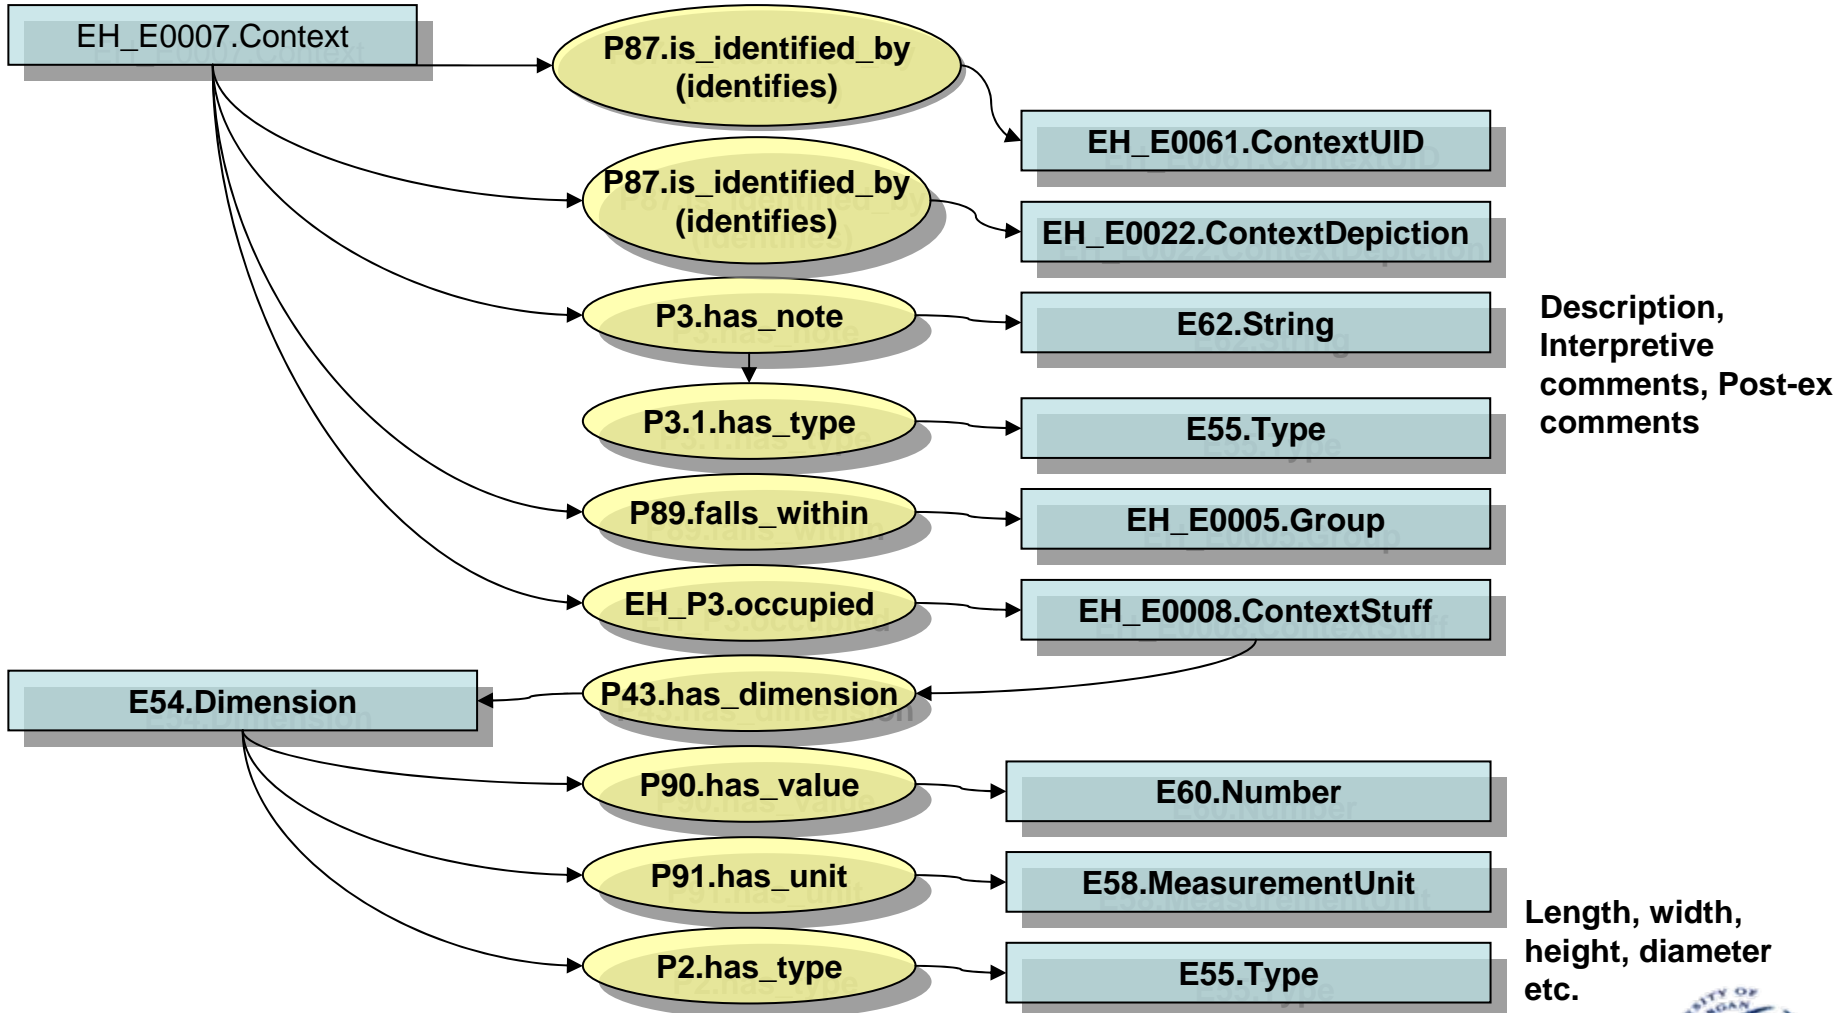 EH_E0007.Context
P87.is_identified_by
(identifies)
EH_E0061.ContextUID
P87.is_identified_by
(identifies)
EH_E0022.ContextDepiction
P3.has_note
E62.String
Description,
Interpretive
comments, Post-ex
comments
P3.1.has_type
E55.Type
P89.falls_within
EH_E0005.Group
EH_P3.occupied
EH_E0008.ContextStuff
E54.Dimension
P43.has_dimension
P90.has_value
E60.Number
P91.has_unit
E58.MeasurementUnit
Length, width,
height, diameter
etc.
P2.has_type
E55.Type
OF